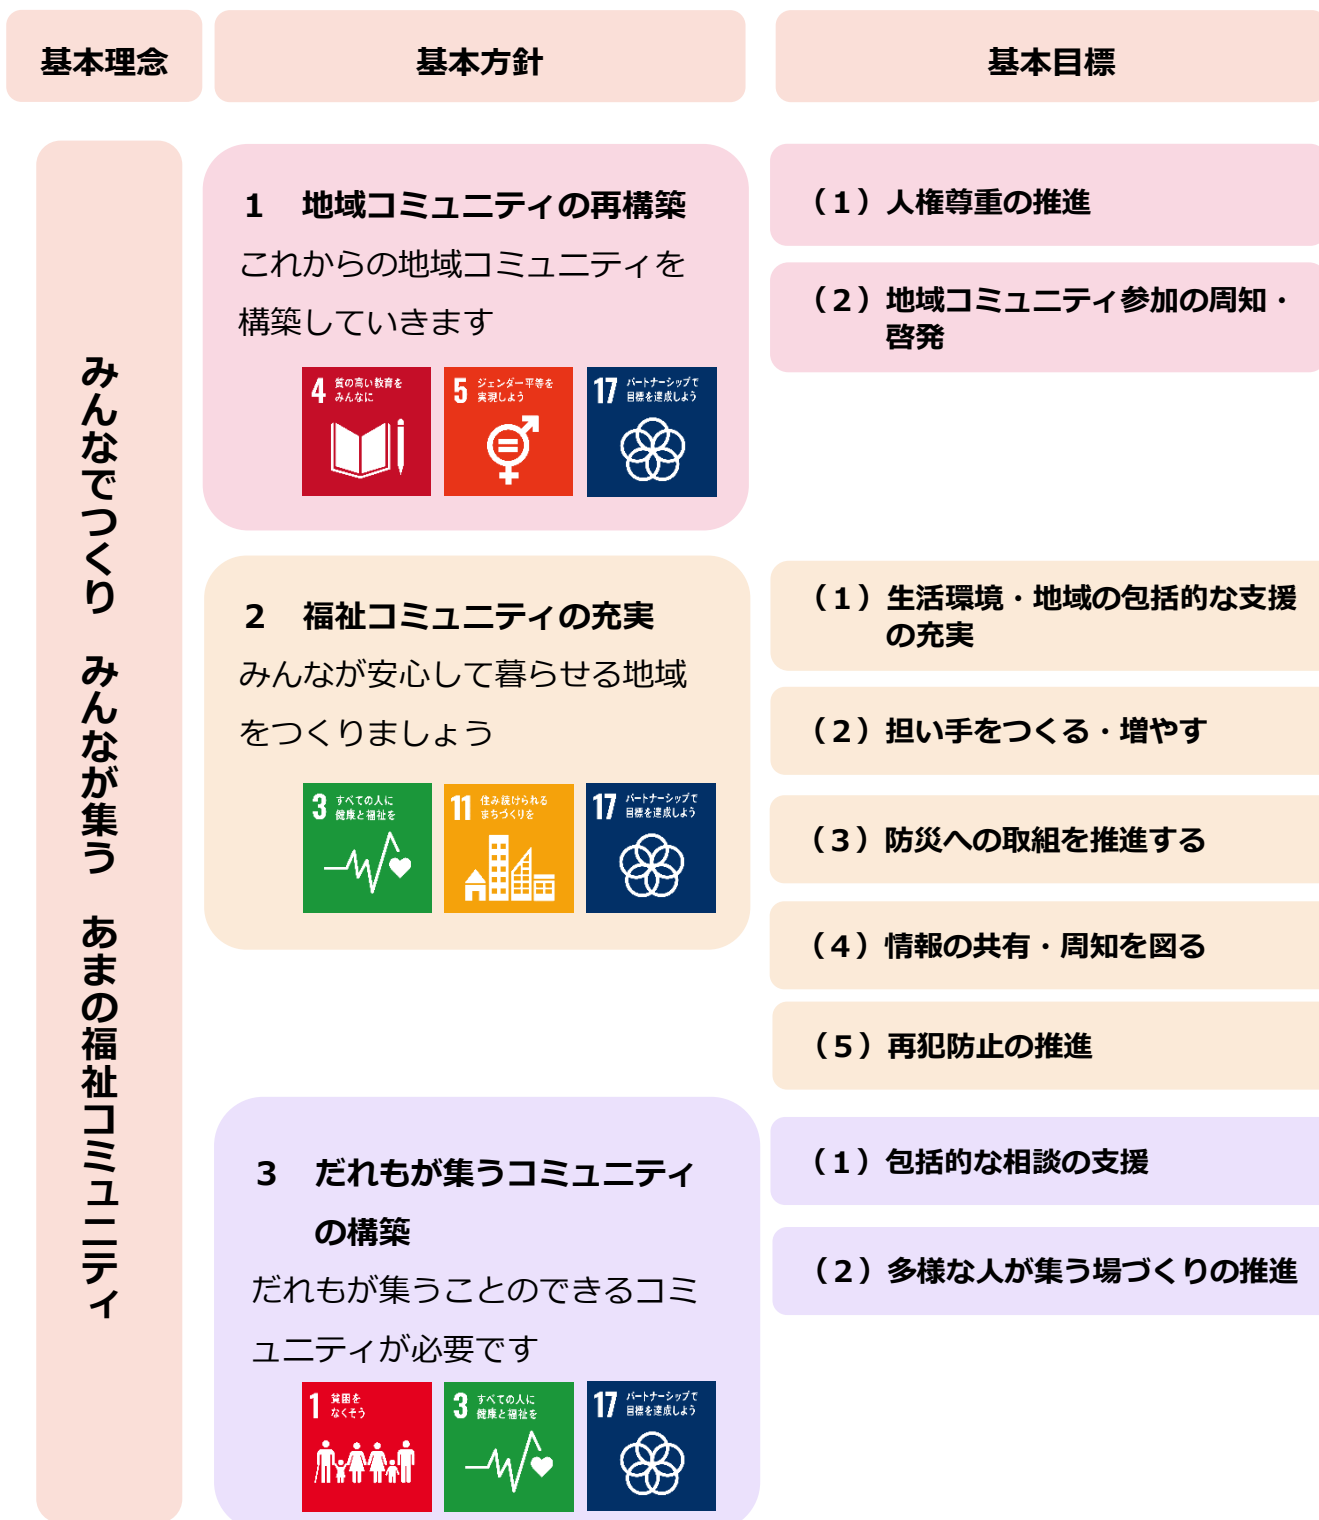 基本理念
基本方針
基本目標
みんなでつくり　みんなが集う　あまの福祉コミュニティ
１　地域コミュニティの再構築
これからの地域コミュニティを
構築していきます
4 質の高い教育を
みんなに
5 ジェンダー平等を
実現しよう
17 パートナーシップで
目標を達成しよう
（１）人権尊重の推進
（２）地域コミュニティ参加の周知・
啓発
２　福祉コミュニティの充実
みんなが安心して暮らせる地域
をつくりましょう
3 すべての人に
健康と福祉を
11 住み続けられる
まちづくりを
17 パートナーシップで
目標を達成しよう
（１）生活環境・地域の包括的な支援
の充実
（２）担い手をつくる・増やす
（３）防災への取組を推進する
（４）情報の共有・周知を図る
（５）再犯防止の推進
３　だれもが集うコミュニティ
の構築
だれもが集うことのできるコミ
ュニティが必要です
1 貧困を
なくそう
3 すべての人に
健康と福祉を
17 パートナーシップで
目標を達成しよう
（１）包括的な相談の支援
（２）多様な人が集う場づくりの推進